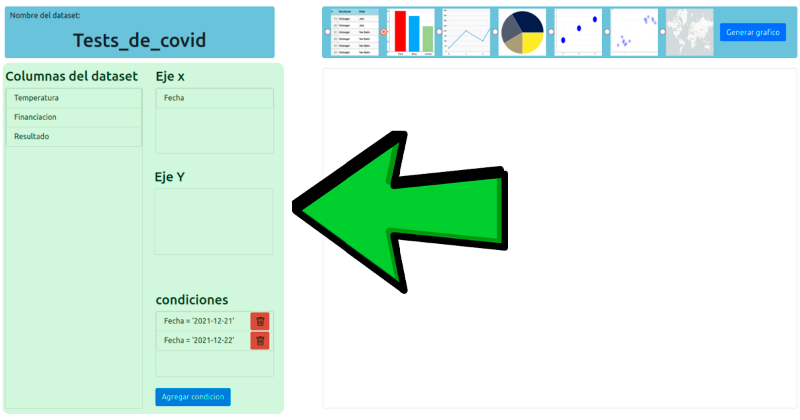 Nombre del dataset:
Tests_de_covid
Generar grafico
Columnas del dataset
Temperatura
Financiacion
Resultado
Eje x
Fecha
Eje Y
condiciones
Fecha = '2021-12-21'
Fecha = '2021-12-22'
Agregar condicion